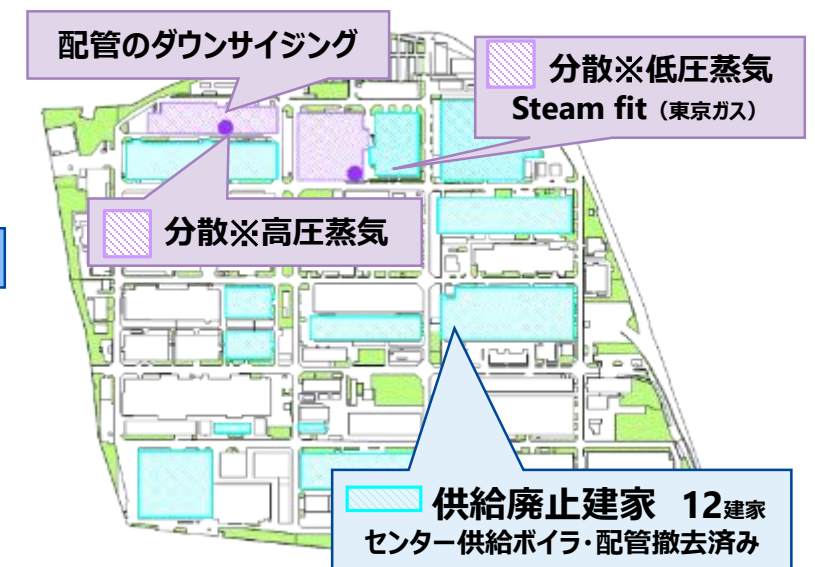 配管のダウンサイジング
分散※低圧蒸気
Steam fit（東京ガス）
分散※高圧蒸気
供給廃止建家 12建家
センター供給ボイラ・配管撤去済み